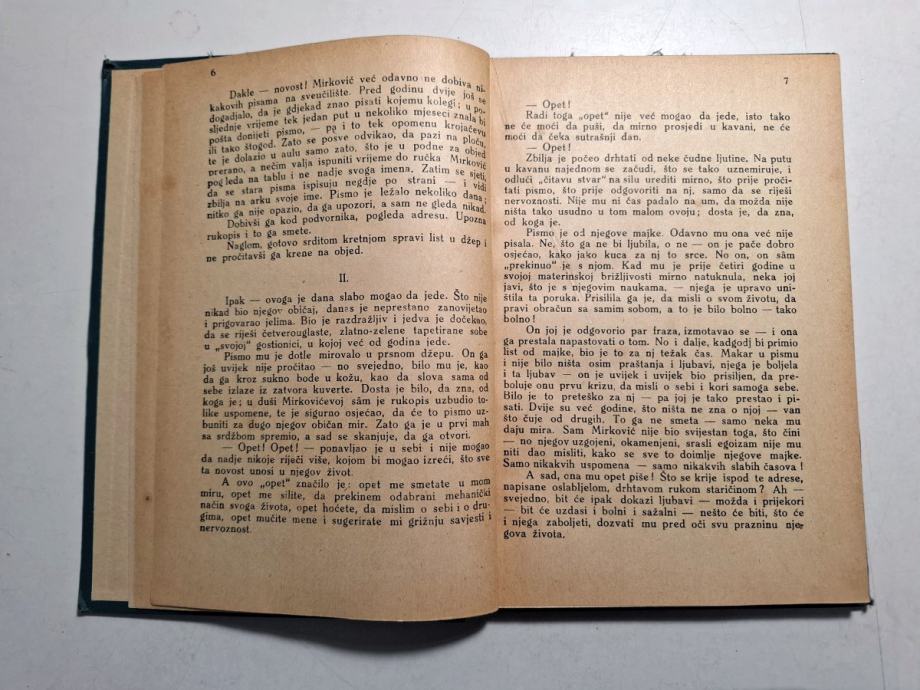 6
Dakle — novost! Mirković već odavno ne dobiva ni-
kakovih pisama na sveučilište. Pred godinu dvije još se
dogadjalo, da je gdjekad znao pisati kojemu kolegi; u po-
sljednje vrijeme tek jedan put u nekoliko mjeseci znala bi
pošta donijeti pismo, — pa i to tek opomenu krojačevu
ili tako štogod. Zato se posve odvikao, da pazi na ploču,
te je dolazio u aulu samo zato, što je u podne za objed
prerano, a nečim valja ispuniti vrijeme do ručka Mirković
pogleda na tablu i ne nadje svoga imena. Zatim se sjeti,
da se stara pisma ispisuju negdje po strani — i vidi
zbilja na arku svoje ime. Pismo je ležalo nekoliko dana;
nitko ga nije opazio, da ga upozori, a sam ne gleda nikad.
Dobivši ga kod podvornika, pogleda adresu. Upozna
rukopis i to ga smete.
Naglom, gotovo srditom kretnjom spravi list u džep i
ne pročitavši ga krene na objed.
II.
Ipak — ovoga je dana slabo mogao da jede. Što nije
nikad bio njegov običaj, danas je neprestano zanovijetao
i prigovarao jelima. Bio je razdražljiv i jedva je dočekao,
da se riješi četverouglaste, zlatno-zelene tapetirane sobe
u „svojoj” gostionici, u kojoj već od godina jede.
Pismo mu je dotle mirovalo u prsnom džepu. On ga
još uvijek nije pročitao — no svejedno, bilo mu je, kao
da ga kroz sukno bode u kožu, kao da slova sama od
sebe izlaze iz zatvora kuverte. Dosta je bilo, da zna, od
koga je; u duši Mirkovićevoj sâm je rukopis uzbudio to-
like uspomene, te je sigurno osjećao, da će to pismo uz-
buniti za dugo njegov običan mir. Zato ga je u prvi mah
sa srdžbom spremio, a sad se skanjuje, da ga otvori.
— Opet! Opet! — ponavljao je u sebi i nije mogao
da nadje nikoje riječi više, kojom bi mogao izreći, što sve
ta novost unosi u njegov život.
A ovo „opet” značilo je: opet me smetate u mom
miru, opet me silite, da prekinem odabrani mehanički
način svoga života, opet hoćete, da mislim o sebi i o dru-
gima, opet mučite mene i sugerirate mi grižnju savjesti i
nervoznost.
7
— Opet!
Radi toga „opet” nije već mogao da jede, isto tako
ne će moći da puši, da mirno prosjedi u kavani, ne će
moći da čeka sutrašnji dan.
— Opet!
Zbilja je počeo drhtati od neke čudne ljutine. Na putu
u kavanu najednom se začudi, što se tako uznemiruje, i
odluči „čitavu stvar” na silu urediti mirno, što prije proči-
tati pismo, što prije odgovoriti na nj, samo da se riješi
nervoznosti. Nije mu ni čas padalo na um, da možda nije
ništa tako usudno u tom malom ovoju; dosta je, da zna,
od koga je.
Pismo je od njegove majke. Odavno mu ona već nije
pisala. Ne, što ga ne bi ljubila, o ne — on je pače dobro
osjećao, kako jako kuca za nj to srce. No on, on sâm
„prekinuo” je s njom. Kad mu je prije četiri godine u
svojoj materinskoj brižljivosti mirno natuknula, neka joj
javi, što je s njegovim naukama, — njega je upravo uni-
štila ta poruka. Prisilila ga je, da misli o svom životu, da
pravi obračun sa samim sobom, a to je bilo bolno — tako
bolno!
On joj je odgovorio par fraza, izmotavao se — i ona
ga prestala napastovati o tom. No i dalje, kadgodj bi primio
list od majke, bio je to za nj težak čas. Makar u pismu
i nije bilo ništa osim praštanja i ljubavi, njega je boljela
i ta ljubav — on je i uvijek i uvijek bio prisiljen, da pre-
boluje onu prvu krizu, da misli o sebi i kori samoga sebe.
Bilo je to preteško za nj — pa joj je tako prestao i pi-
sati. Dvije su već godine, što ništa ne zna o njoj — van
što čuje od drugih. To ga ne smeta — samo neka mu
daju mira. Sam Mirković nije bio svijestan toga, što čini
— no njegov uzgojeni, okamenjeni, srasli egoizam nije mu
niti dao misliti, kako se sve to doimlje njegove majke.
Samo nikakvih uspomena — samo nikakvih slabih časova!
A sad, ona mu opet piše! Što se krije ispod te adrese,
napisane oslabljelom, drhtavom rukom staričinom? Ah —
svejedno, bit će ipak dokazi ljubavi — možda i prijekori
— bit će uzdasi i bolni i sažalni — nešto će biti, što će
i njega zaboljeti, dozvati mu pred oči svu prazninu nje-
gova života.